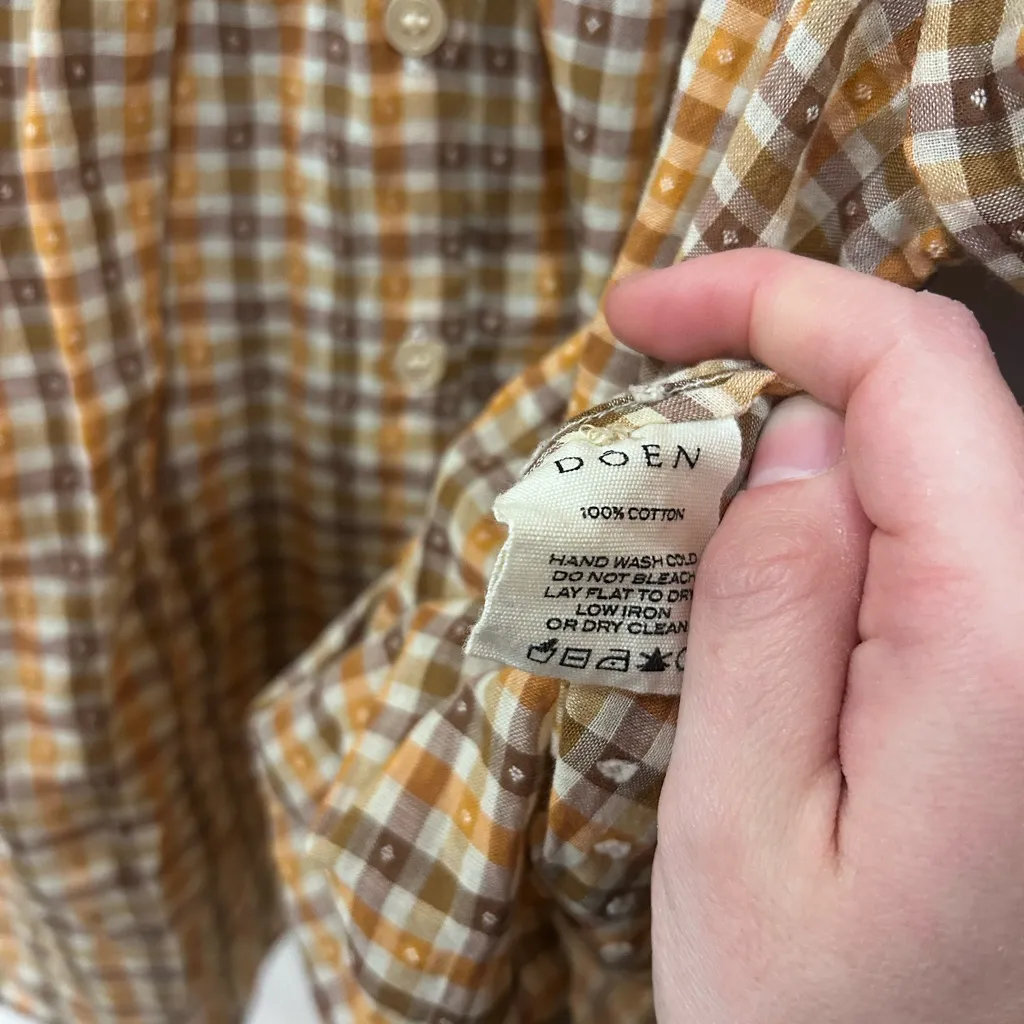 DOEN
100% COTTON
HAND WASH COLD
DO NOT BLEACH
LAY FLAT TO DRY
LOW IRON
OR DRY CLEAN